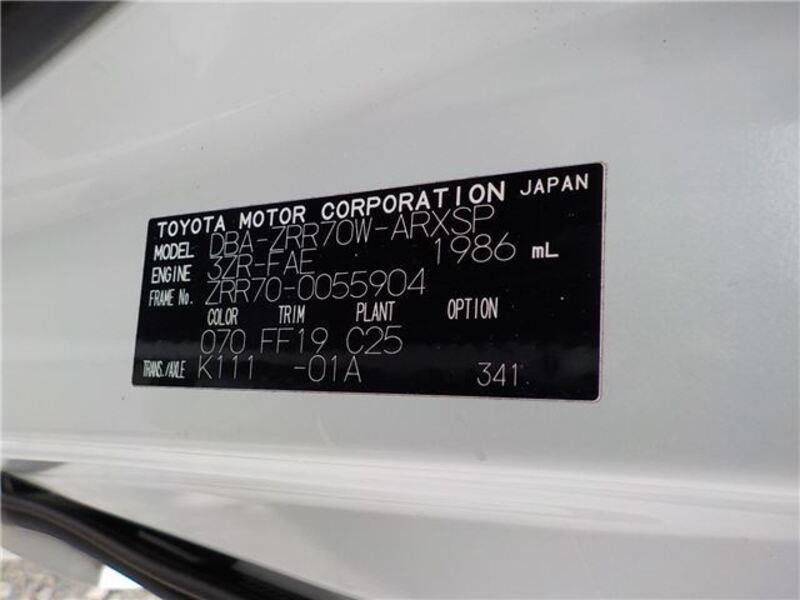 TOYOTA MOTOR CORPORATION JAPAN
MODEL DBA-ZRR70W-ARXSP
ENGINE 3ZR-FAE 1986 mL
FRAME No. ZRR70-0055904
COLOR TRIM PLANT OPTION
070 FF19 C25
TRANS./AXLE K111 -01A 341